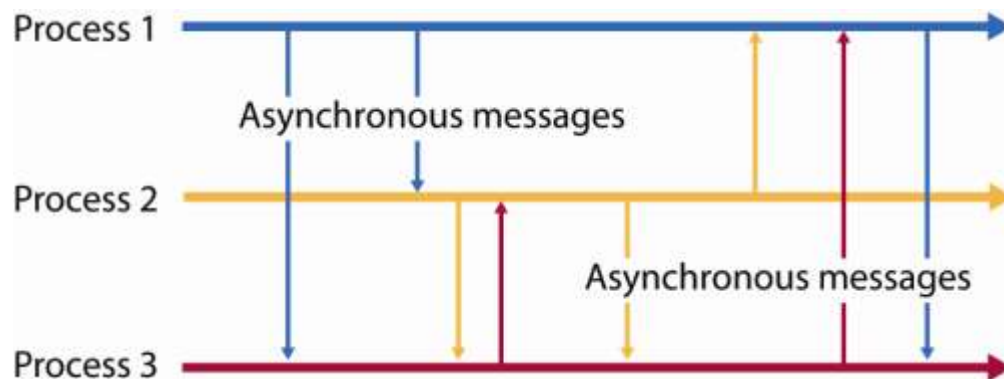 Process 1
Asynchronous messages
Process 2
Asynchronous messages
Process 3